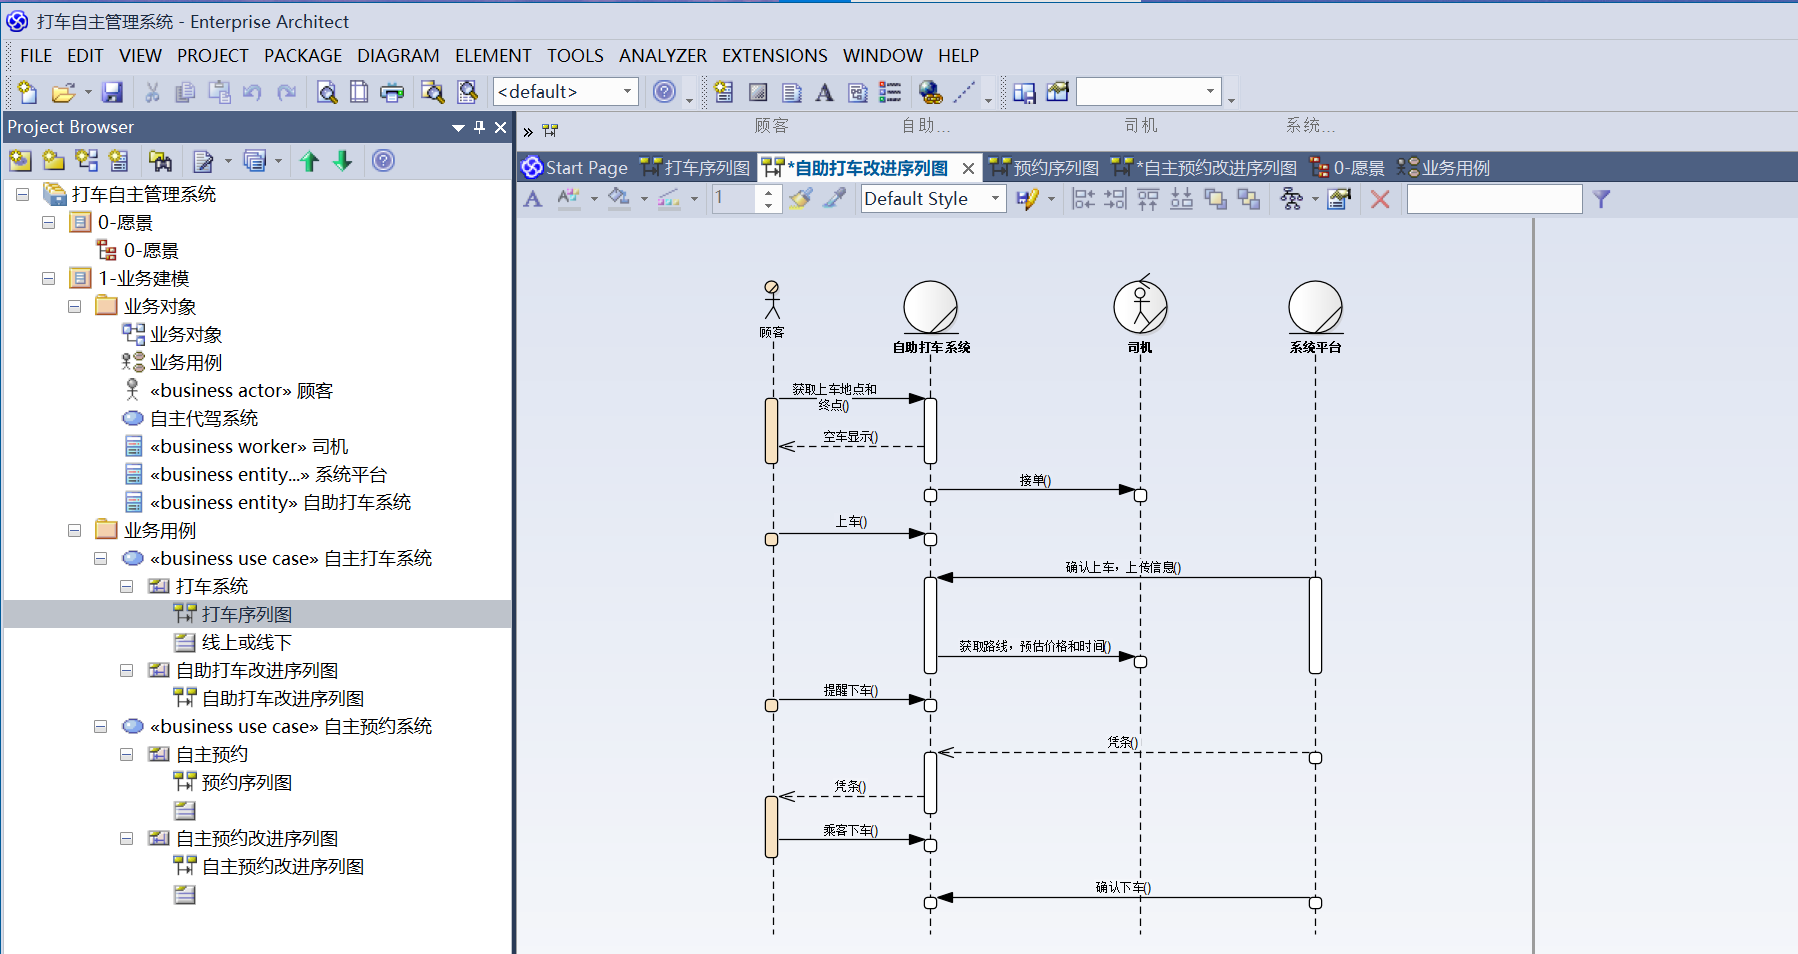 打车自主管理系统 - Enterprise Architect
FILE EDIT VIEW PROJECT PACKAGE DIAGRAM ELEMENT TOOLS ANALYZER EXTENSIONS WINDOW HELP
<default>
Project Browser
打车自主管理系统
0-愿景
0-愿景
1-业务建模
业务对象
业务对象
业务用例
«business actor» 顾客
自主代驾系统
«business worker» 司机
«business entity...» 系统平台
«business entity» 自助打车系统
业务用例
«business use case» 自主打车系统
打车系统
打车序列图
线上或线下
自助打车改进序列图
自助打车改进序列图
«business use case» 自主预约系统
自主预约
预约序列图
自主预约改进序列图
自主预约改进序列图
» 顾客 自助... 司机 系统...
Start Page 打车序列图 *自助打车改进序列图 预约序列图 *自主预约改进序列图 0-愿景 业务用例
1 Default Style
顾客
自助打车系统
司机
系统平台
获取上车地点和
终点()
空车显示()
接单()
上车()
确认上车，上传信息()
获取路线，预估价格和时间()
提醒下车()
凭条()
凭条()
乘客下车()
确认下车()